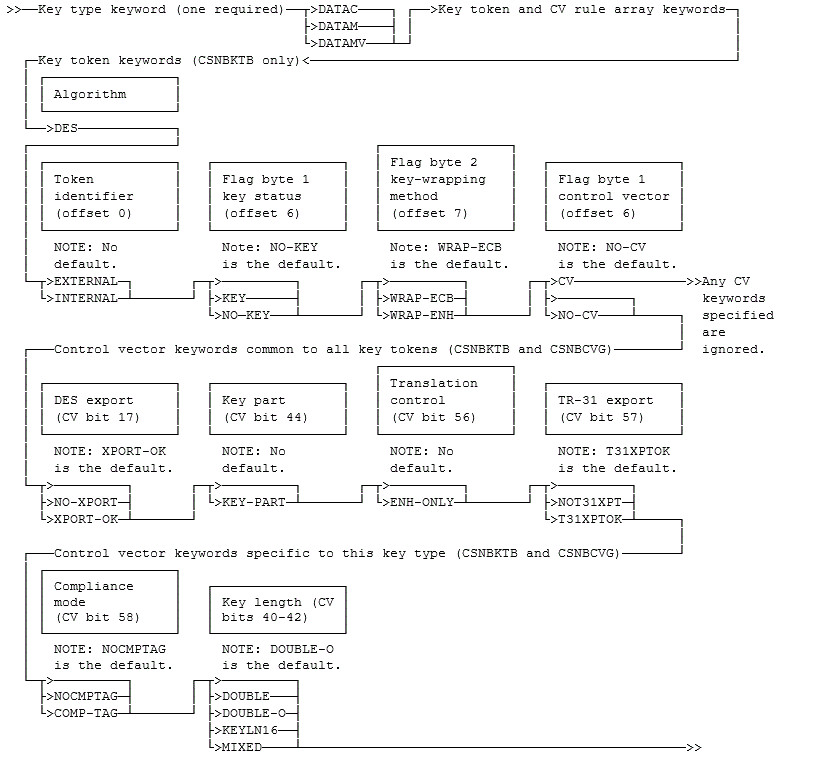 >>—Key type keyword (one required)—>DATAC— —>Key token and CV rule array keywords—
>DATAM—
>DATAMV—
—Key token keywords (CSNBKTB only)<—
Algorithm
—>DES—
Flag byte 2
Token Flag byte 1 key-wrapping Flag byte 1
identifier key status method control vector
(offset 0) (offset 6) (offset 7) (offset 6)
NOTE: No Note: NO-KEY Note: WRAP-ECB NOTE: NO-CV
default. is the default. is the default. is the default.
>EXTERNAL > > >CV—>>Any CV
>INTERNAL >KEY >WRAP-ECB > keywords
>NO-KEY >WRAP-ENH >NO-CV specified
are
—Control vector keywords common to all key tokens (CSNBKTB and CSNBCVG)— ignored.
Translation
DES export Key part control TR-31 export
(CV bit 17) (CV bit 44) (CV bit 56) (CV bit 57)
NOTE: XPORT-OK NOTE: No NOTE: No NOTE: T31XPTOK
is the default. default. default. is the default.
> > > >
>NO-XPORT >KEY-PART >ENH-ONLY >NOT31XPT
>XPORT-OK >T31XPTOK
—Control vector keywords specific to this key type (CSNBKTB and CSNBCVG)—
Compliance
mode Key length (CV
(CV bit 58) bits 40-42)
NOTE: NOCMPTAG NOTE: DOUBLE-O
is the default. is the default.
> >
>NOCMPTAG >DOUBLE
>COMP-TAG >DOUBLE-O
>KEYLN16
>MIXED—>>